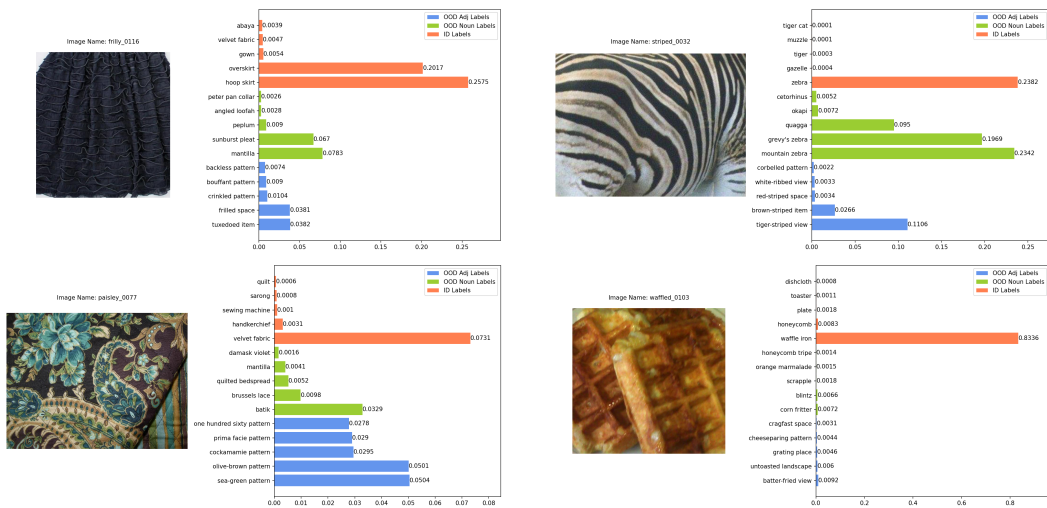 Image Name: frilly_0116
OOD Adj Labels
OOD Noun Labels
ID Labels
abaya 0.0039
velvet fabric 0.0047
gown 0.0054
overskirt 0.2017
hoop skirt 0.2575
peter pan collar 0.0026
angled loofah 0.0028
peplum 0.009
sunburst pleat 0.067
mantilla 0.0783
backless pattern 0.0074
bouffant pattern 0.009
crinkled pattern 0.0104
frilled space 0.0381
tuxedoed item 0.0382
0.00 0.05 0.10 0.15 0.20 0.25
Image Name: striped_0032
OOD Adj Labels
OOD Noun Labels
ID Labels
tiger cat 0.0001
muzzle 0.0001
tiger 0.0003
gazelle 0.0004
zebra 0.2382
cetorhinus 0.0052
okapi 0.0072
quagga 0.095
grevy's zebra 0.1969
mountain zebra 0.2342
corbelled pattern 0.0022
white-ribbed view 0.0033
red-striped space 0.0034
brown-striped item 0.0266
tiger-striped view 0.1106
0.00 0.05 0.10 0.15 0.20 0.25
Image Name: paisley_0077
OOD Adj Labels
OOD Noun Labels
ID Labels
quilt 0.0006
sarong 0.0008
sewing machine 0.001
handkerchief 0.0031
velvet fabric 0.0731
damask violet 0.0016
mantilla 0.0041
quilted bedspread 0.0052
brussels lace 0.0098
batik 0.0329
one hundred sixty pattern 0.0278
prima facie pattern 0.029
cockamamie pattern 0.0295
olive-brown pattern 0.0501
sea-green pattern 0.0504
0.00 0.01 0.02 0.03 0.04 0.05 0.06 0.07 0.08
Image Name: waffled_0103
OOD Adj Labels
OOD Noun Labels
ID Labels
dishcloth 0.0008
toaster 0.0011
plate 0.0018
honeycomb 0.0083
waffle iron 0.8336
honeycomb tripe 0.0014
orange marmalade 0.0015
scrapple 0.0018
blintz 0.0066
corn fritter 0.0072
cragfast space 0.0031
cheeseparing pattern 0.0044
grating place 0.0046
untoasted landscape 0.006
batter-fried view 0.0092
0.0 0.2 0.4 0.6 0.8